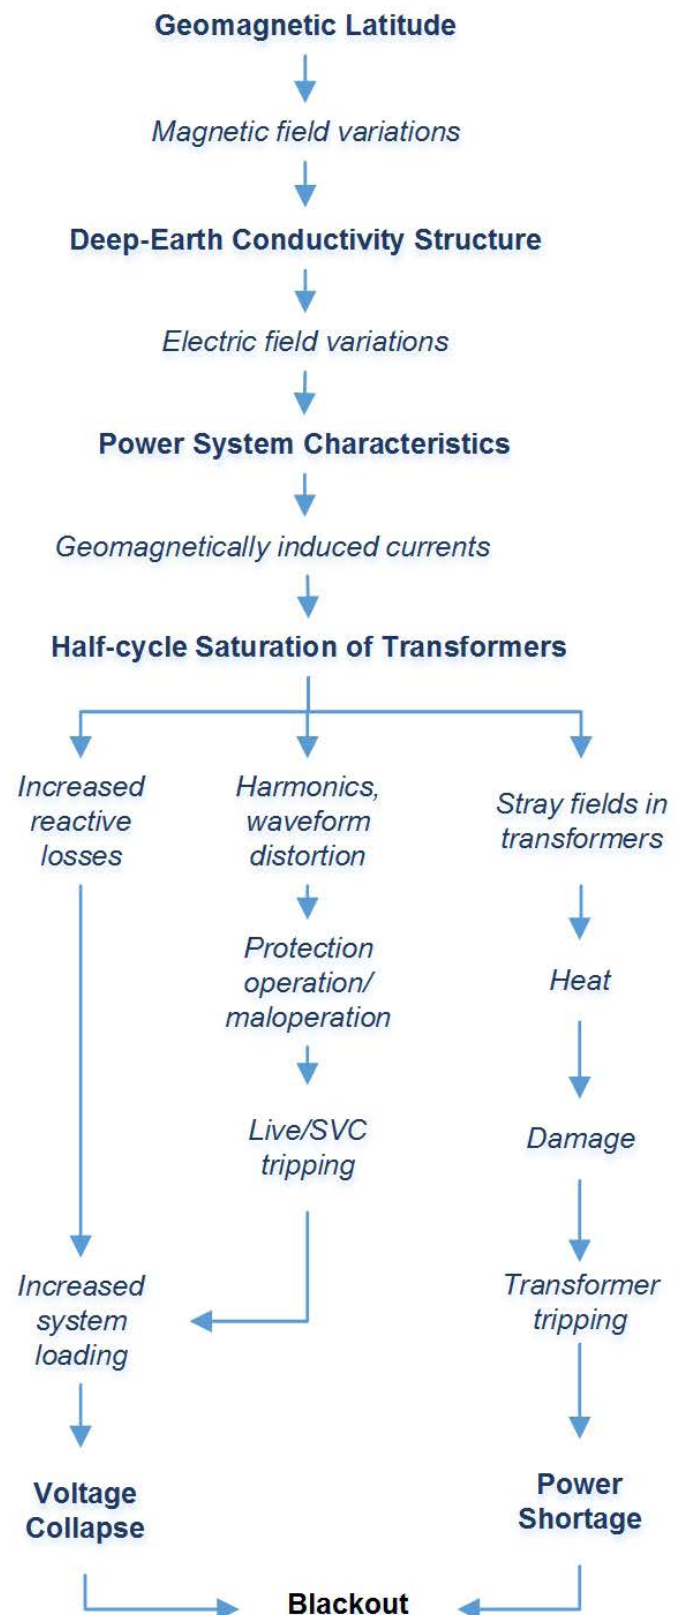 Geomagnetic Latitude
Magnetic field variations
Deep-Earth Conductivity Structure
Electric field variations
Power System Characteristics
Geomagnetically induced currents
Half-cycle Saturation of Transformers
Increased
reactive
losses
Harmonics,
waveform
distortion
Stray fields in
transformers
Protection
operation/
maloperation
Heat
Live/SVC
tripping
Damage
Increased
system
loading
Transformer
tripping
Voltage
Collapse
Power
Shortage
Blackout